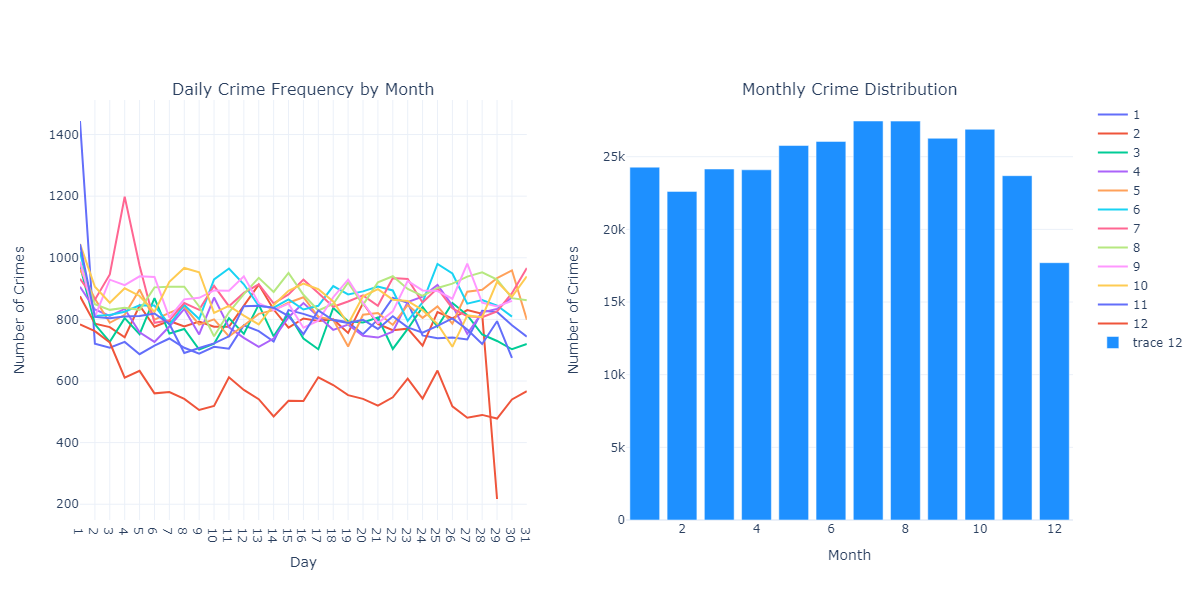 Daily Crime Frequency by Month
Number of Crimes
1400
1200
1000
800
600
400
200
1 2 3 4 5 6 7 8 9 10 11 12 13 14 15 16 17 18 19 20 21 22 23 24 25 26 27 28 29 30 31
Day
Monthly Crime Distribution
Number of Crimes
25k
20k
15k
10k
5k
0
2 4 6 8 10 12
Month
1
2
3
4
5
6
7
8
9
10
11
12
trace 12